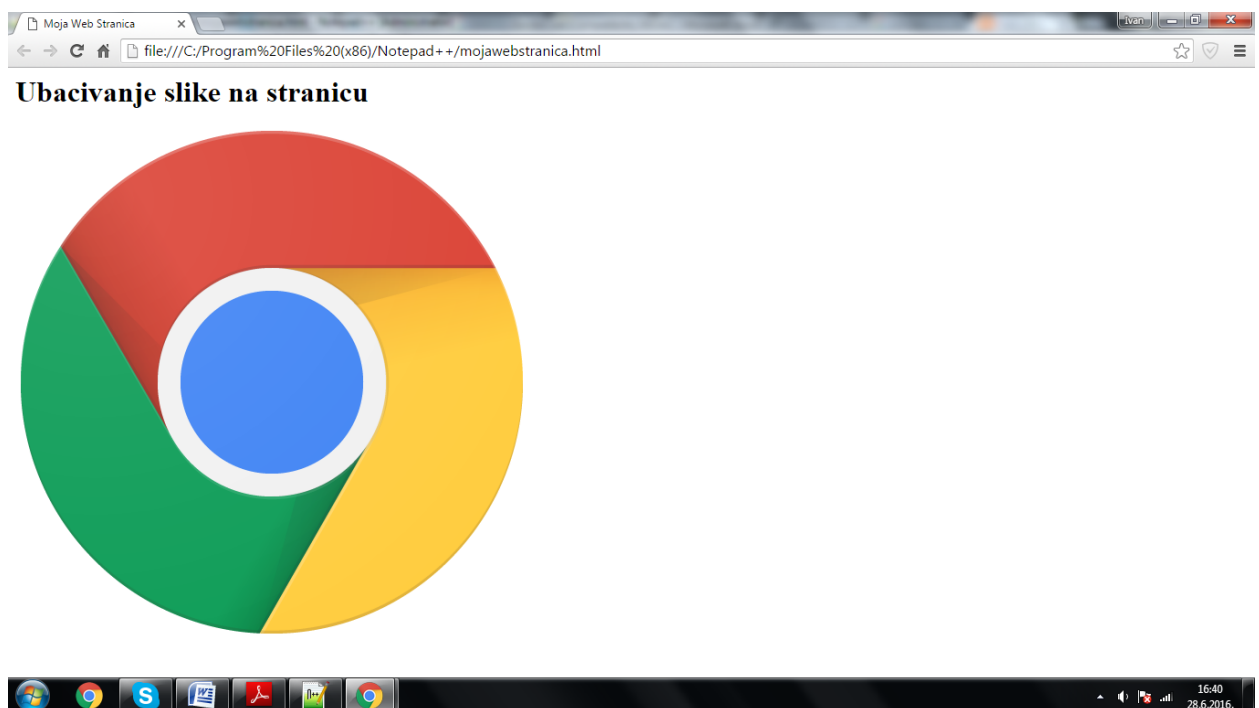 Moja Web Stranica
Ivan
file:///C:/Program%20Files%20(x86)/Notepad++/mojawebstranica.html
Ubacivanje slike na stranicu
S
W
n++
16:40
28.6.2016.